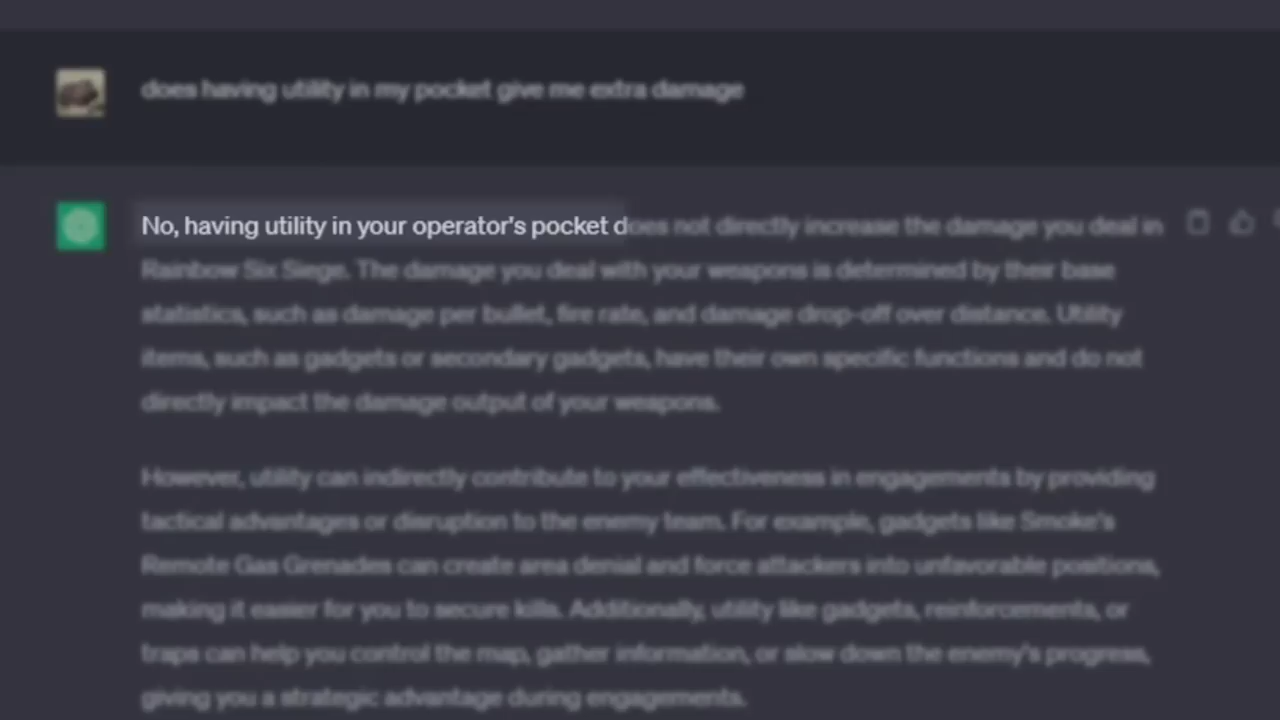 does having utility in my pocket give me extra damage
No, having utility in your operator's pocket does not directly increase the damage you deal in
Rainbow Six Siege. The damage you deal with your weapons is determined by their base
statistics, such as damage per bullet, fire rate, and damage drop-off over distance. Utility
items, such as gadgets or secondary gadgets, have their own specific functions and do not
directly impact the damage output of your weapons.
However, utility can indirectly contribute to your effectiveness in engagements by providing
tactical advantages or disruption to the enemy team. For example, gadgets like Smoke's
Remote Gas Grenades can create area denial and force attackers into unfavorable positions,
making it easier for you to secure kills. Additionally, utility like gadgets, reinforcements, or
traps can help you control the map, gather information, or slow down the enemy's progress,
giving you a strategic advantage during engagements.